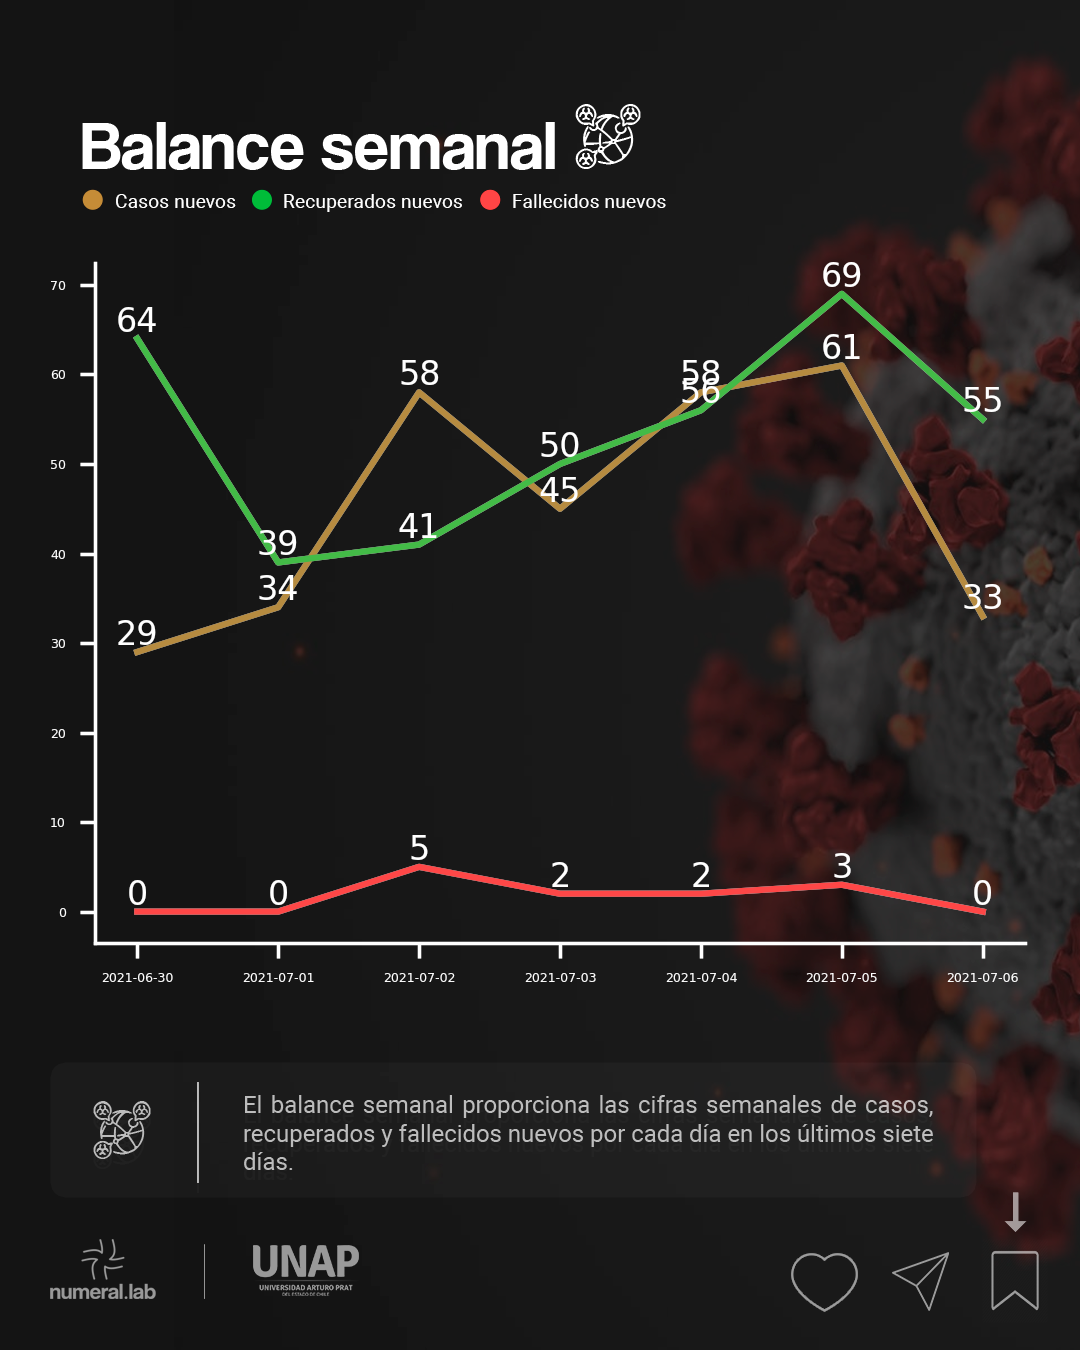 Balance semanal
Casos nuevos Recuperados nuevos Fallecidos nuevos
70
60
50
40
30
20
10
0
64 39 41 50 56 69 55
29 34 58 45 58 61 33
0 0 5 2 2 3 0
2021-06-30 2021-07-01 2021-07-02 2021-07-03 2021-07-04 2021-07-05 2021-07-06
El balance semanal proporciona las cifras semanales de casos,
recuperados y fallecidos nuevos por cada día en los últimos siete
días.
numeral.lab
UNAP
UNIVERSIDAD ARTURO PRAT
DEL ESTADO DE CHILE